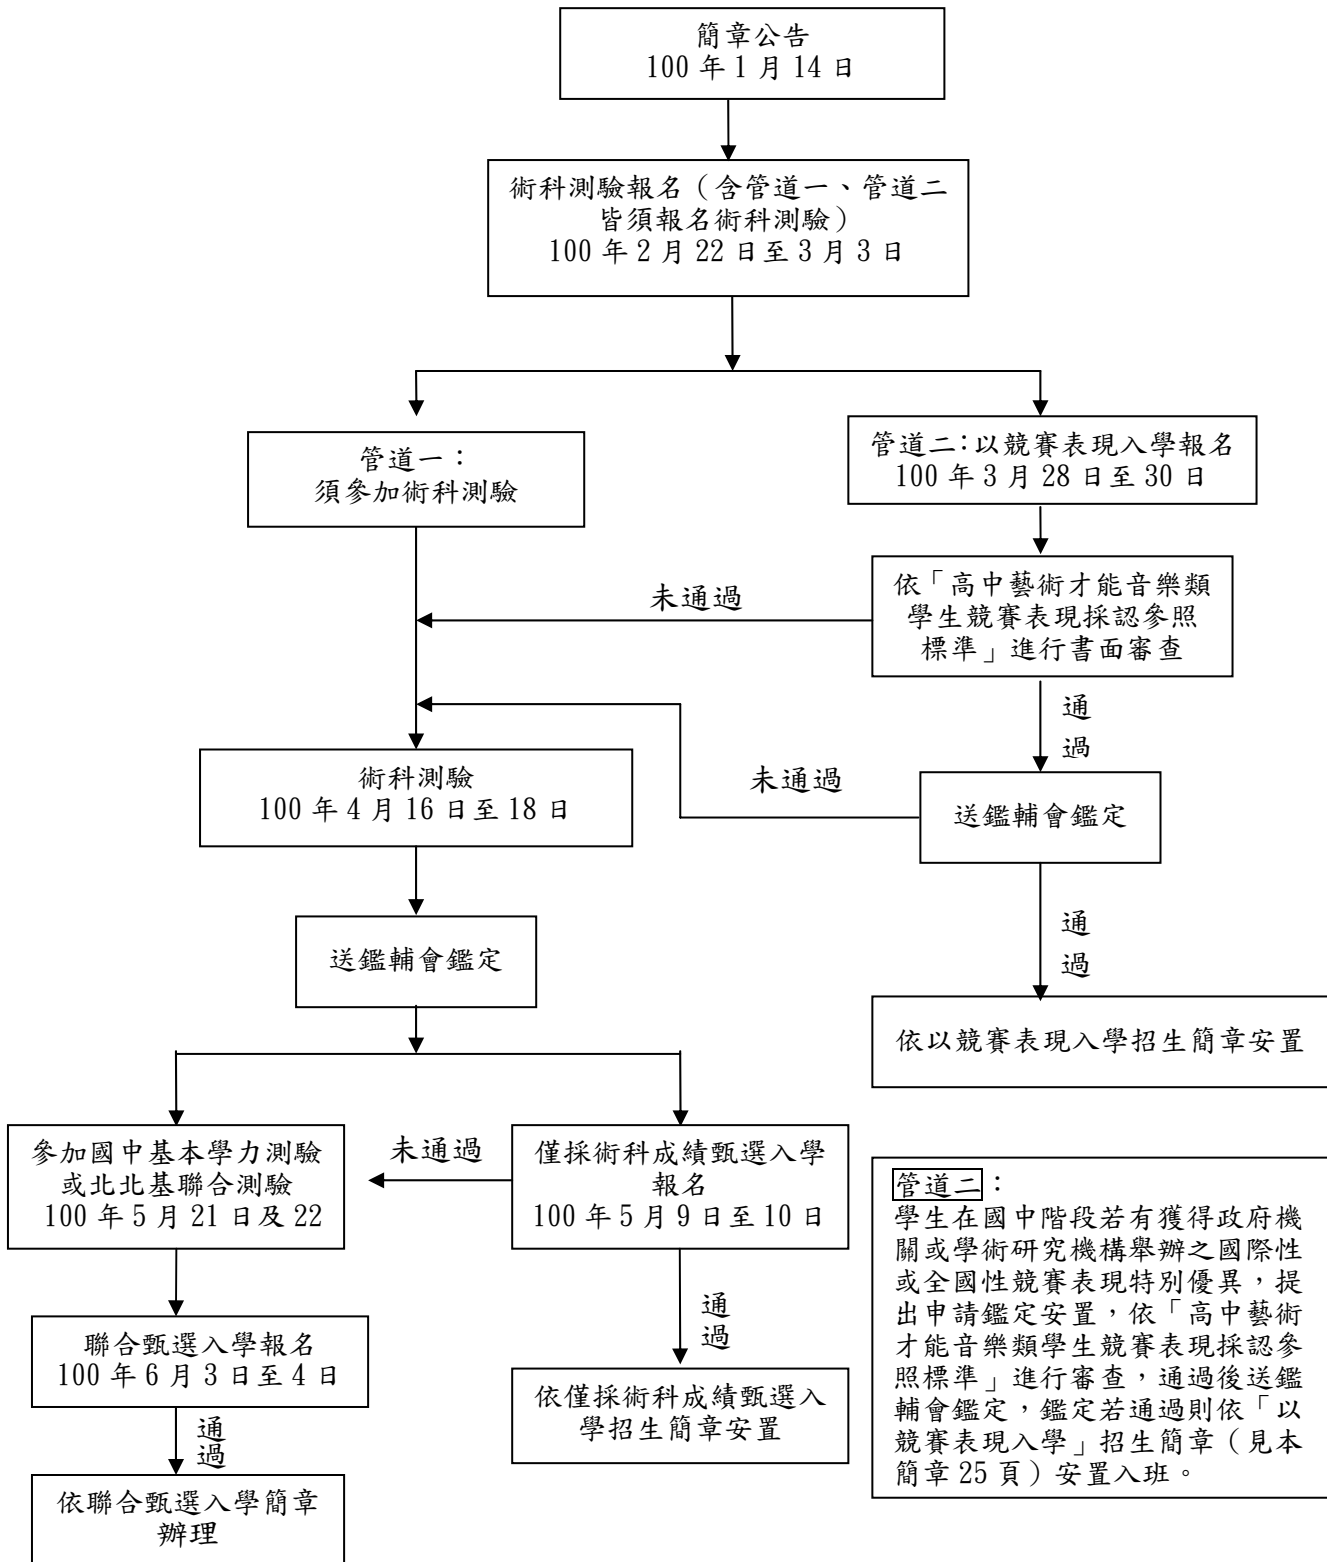 簡章公告
100 年 1 月 14 日
術科測驗報名（含管道一、管道二
皆須報名術科測驗）
100 年 2 月 22 日至 3 月 3 日
管道一：
須參加術科測驗
管道二：以競賽表現入學報名
100 年 3 月 28 日至 30 日
未通過
依「高中藝術才能音樂類
學生競賽表現採認參照
標準」進行書面審查
通
過
術科測驗
100 年 4 月 16 日至 18 日
未通過
送鑑輔會鑑定
送鑑輔會鑑定
通
過
依以競賽表現入學招生簡章安置
參加國中基本學力測驗
或北北基聯合測驗
100 年 5 月 21 日及 22
未通過
僅採術科成績甄選入學
報名
100 年 5 月 9 日至 10 日
通
過
聯合甄選入學報名
100 年 6 月 3 日至 4 日
通
過
依僅採術科成績甄選入
學招生簡章安置
依聯合甄選入學簡章
辦理
管道二：
學生在國中階段若有獲得政府機
關或學術研究機構舉辦之國際性
或全國性競賽表現特別優異，提
出申請鑑定安置，依「高中藝術
才能音樂類學生競賽表現採認參
照標準」進行審查，通過後送鑑
輔會鑑定，鑑定若通過則依「以
競賽表現入學」招生簡章（見本
簡章 25 頁）安置入班。